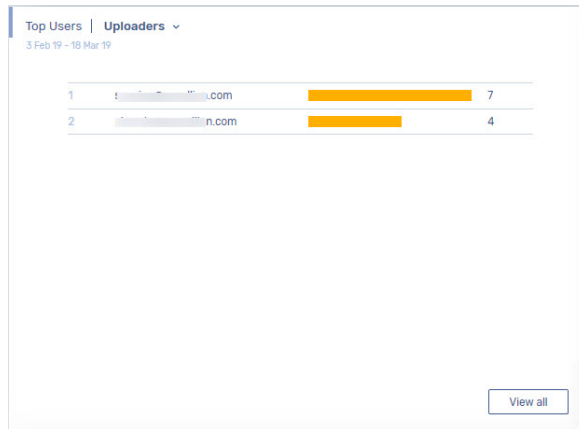 Top Users | Uploaders
3 Feb 19 - 18 Mar 19
1 .com 7
2 n.com 4
View all